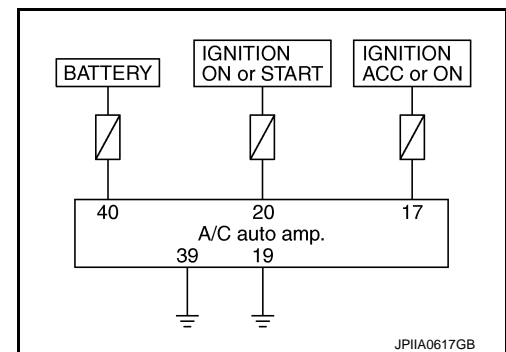 BATTERY
IGNITION
ON or START
IGNITION
ACC or ON
40
20
17
A/C auto amp.
39
19
JPIIA0617GB